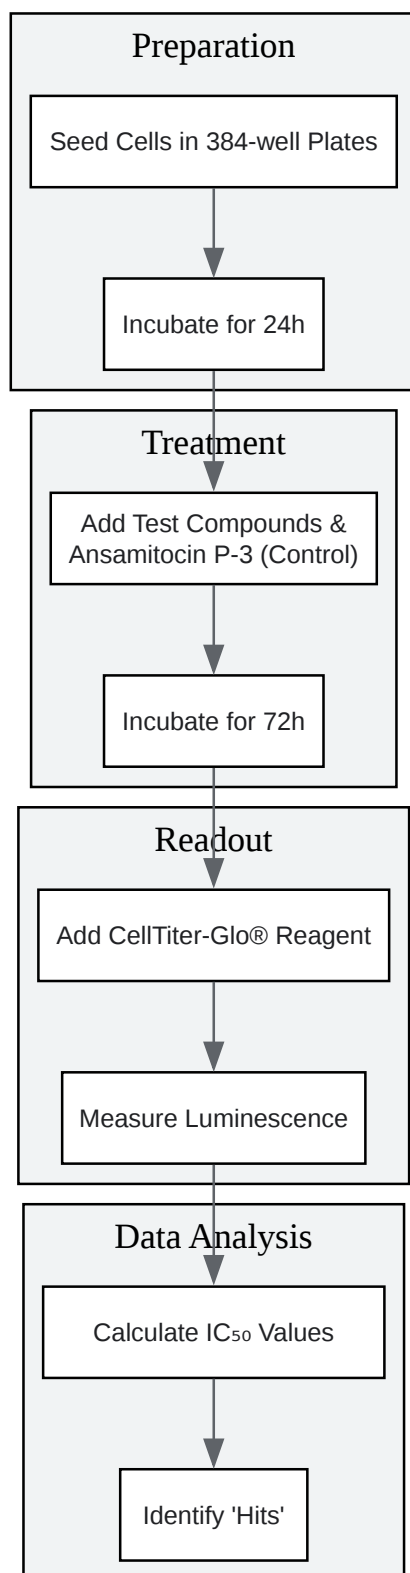 Preparation
Seed Cells in 384-well Plates
Incubate for 24h
Treatment
Add Test Compounds &
Ansamitocin P-3 (Control)
Incubate for 72h
Readout
Add CellTiter-Glo® Reagent
Measure Luminescence
Data Analysis
Calculate IC₅₀ Values
Identify 'Hits'